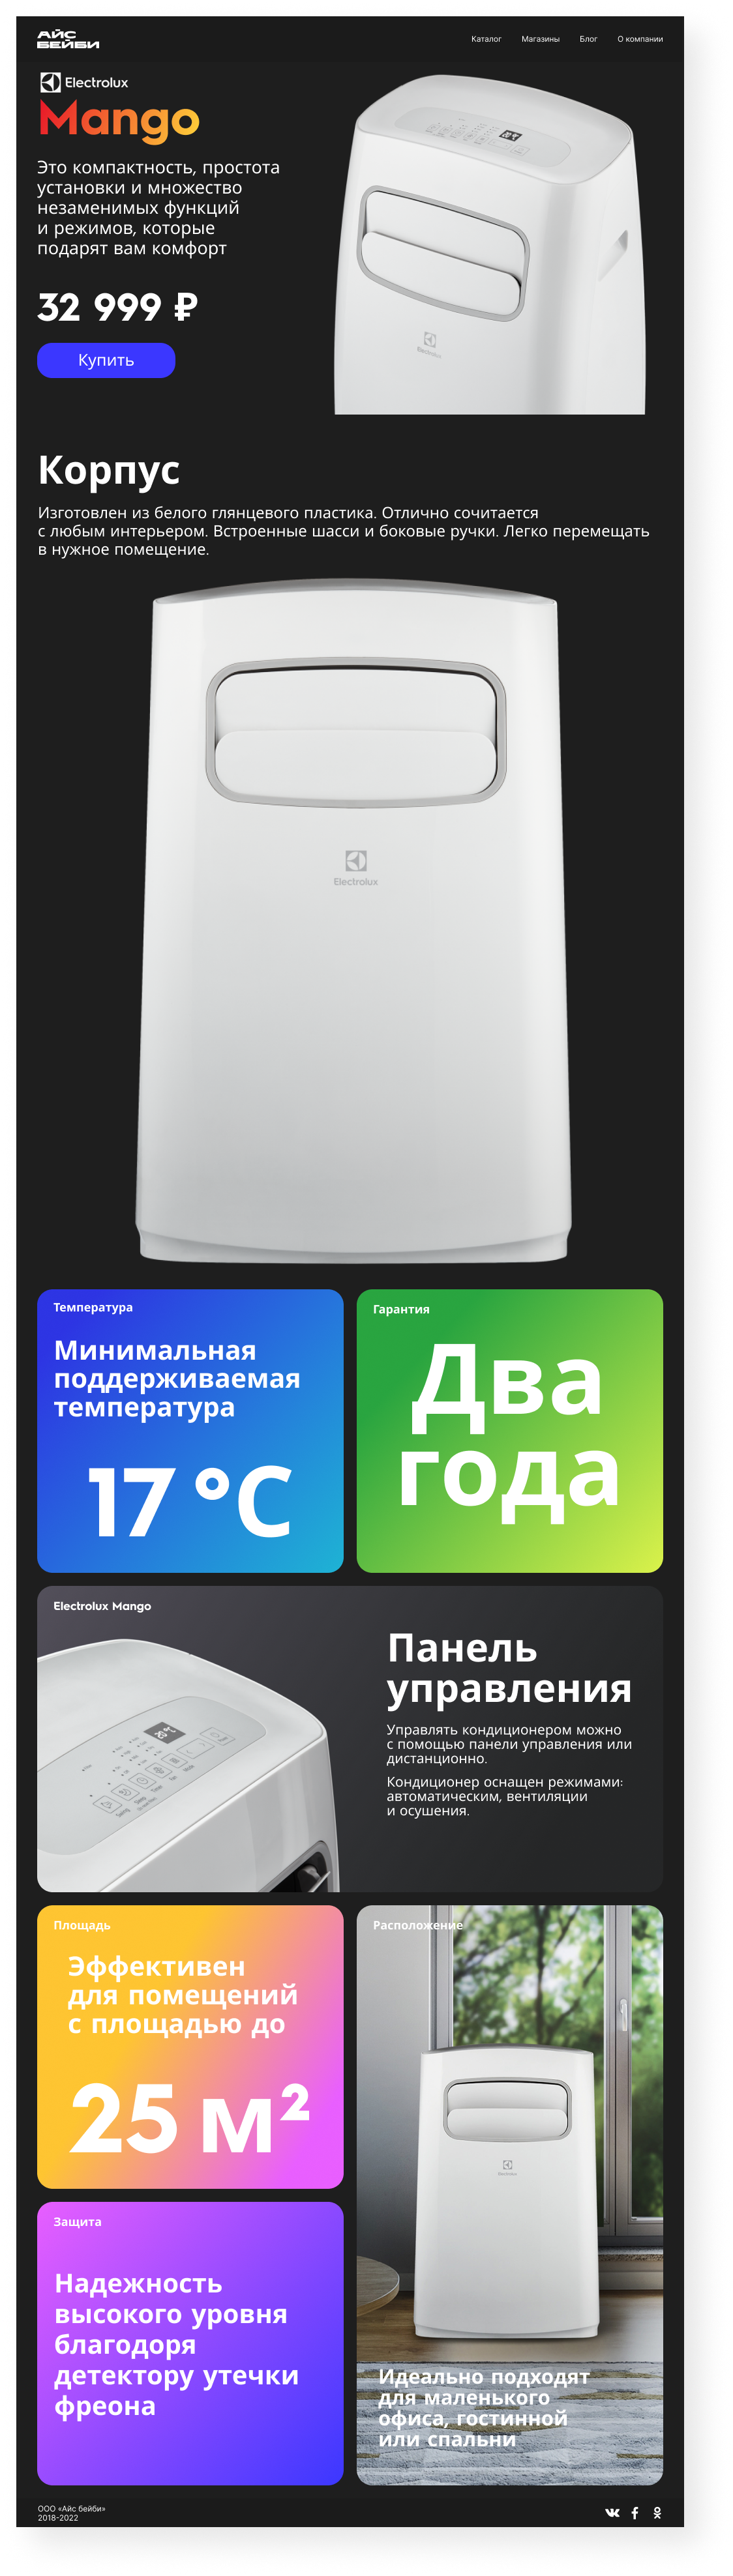 АЙС
БЕЙБИ
Каталог
Магазины
Блог
О компании
Electrolux
Mango
Это компактность, простота
установки и множество
незаменимых функций
и режимов, которые
подарят вам комфорт
32 999 ₽
Купить
Electrolux
Корпус
Изготовлен из белого глянцевого пластика. Отлично сочитается
с любым интерьером. Встроенные шасси и боковые ручки. Легко перемещать
в нужное помещение.
Electrolux
Температура
Минимальная
поддерживаемая
температура
17 °C
Гарантия
Два
года
Electrolux Mango
Панель
управления
Управлять кондиционером можно
с помощью панели управления или
дистанционно.
Кондиционер оснащен режимами:
автоматическим, вентиляции
и осушения.
Площадь
Эффективен
для помещений
с площадью до
25 м²
Расположение
Electrolux
Идеально подходят
для маленького
офиса, гостинной
или спальни
Защита
Надежность
высокого уровня
благодоря
детектору утечки
фреона
ООО «Айс бейби»
2018-2022